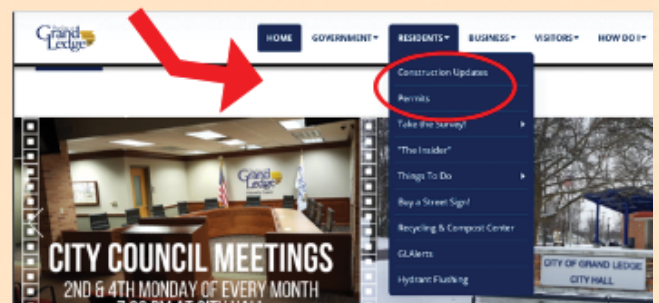 Grand
Ledge
HOME GOVERNMENT RESIDENTS BUSINESS VISITORS HOW DO I
Construction Updates
Permits
Take the Survey!
"The Insider"
Things To Do
Buy a Street Sign!
Recycling & Compost Center
GLAlerts
Hydrant Flushing
Grand
Ledge
CITY COUNCIL MEETINGS
2ND & 4TH MONDAY OF EVERY MONTH
CITY OF GRAND LEDGE
CITY HALL